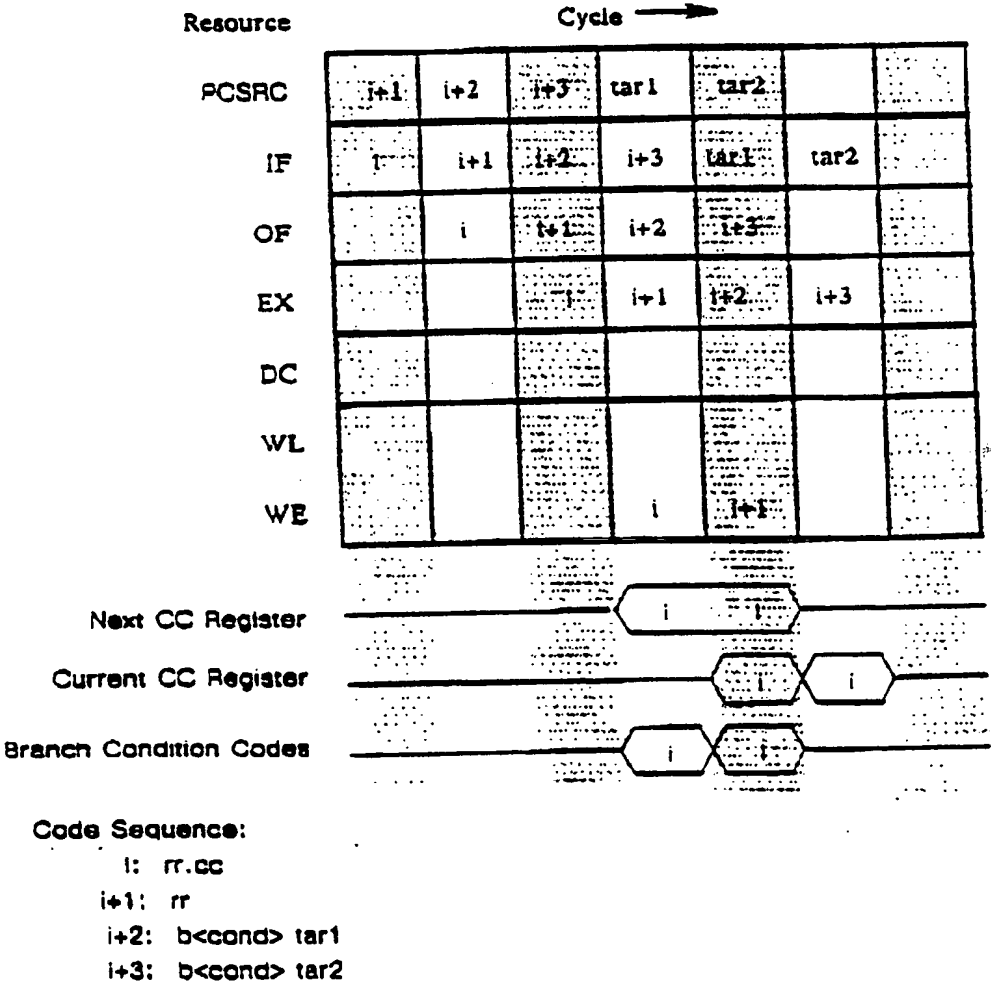 Resource Cycle
PCSRC i+1 i+2 i+3 tar1 tar2
IF i i+1 i+2 i+3 tar1 tar2
OF i i+1 i+2 i+3
EX i i+1 i+2 i+3
DC
WL
WE i i+1
Next CC Register i i
Current CC Register i i
Branch Condition Codes i i
Code Sequence:
i: rr.cc
i+1: rr
i+2: b<cond> tar1
i+3: b<cond> tar2